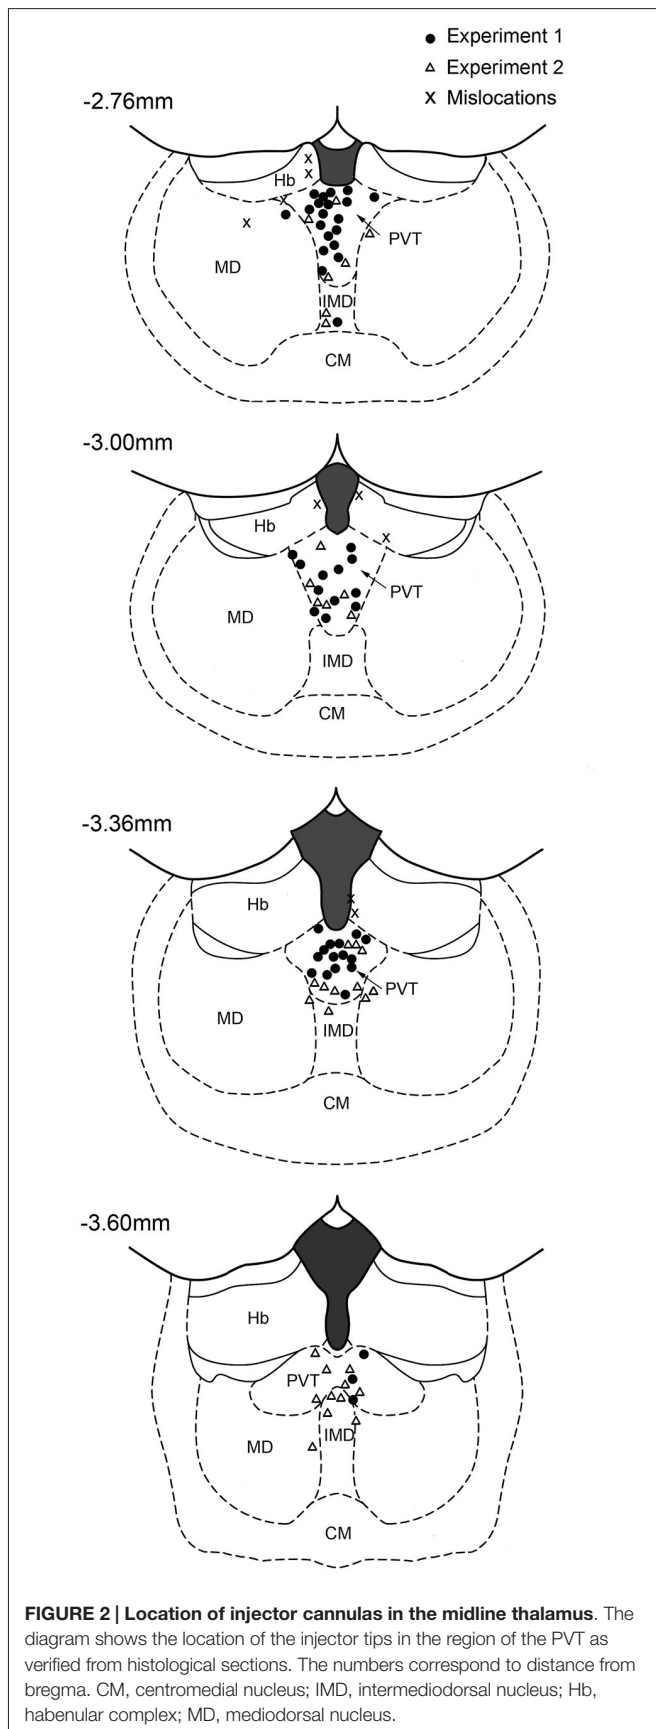 ● Experiment 1
△ Experiment 2
x Mislocations
-2.76mm
Hb
PVT
MD
IMD
CM
-3.00mm
Hb
PVT
MD
IMD
CM
-3.36mm
Hb
PVT
MD
IMD
CM
-3.60mm
Hb
PVT
IMD
MD
CM
FIGURE 2 | Location of injector cannulas in the midline thalamus. The
diagram shows the location of the injector tips in the region of the PVT as
verified from histological sections. The numbers correspond to distance from
bregma. CM, centromedial nucleus; IMD, intermediodorsal nucleus; Hb,
habenular complex; MD, mediodorsal nucleus.